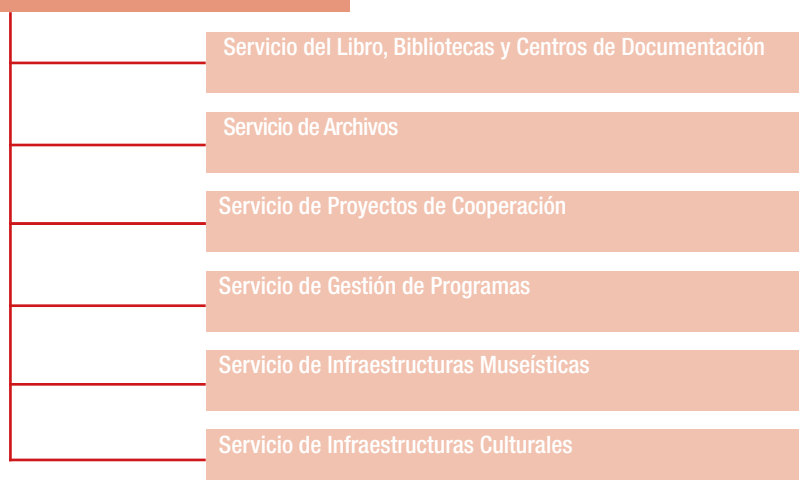 Servicio del Libro, Bibliotecas y Centros de Documentación
Servicio de Archivos
Servicio de Proyectos de Cooperación
Servicio de Gestión de Programas
Servicio de Infraestructuras Museísticas
Servicio de Infraestructuras Culturales